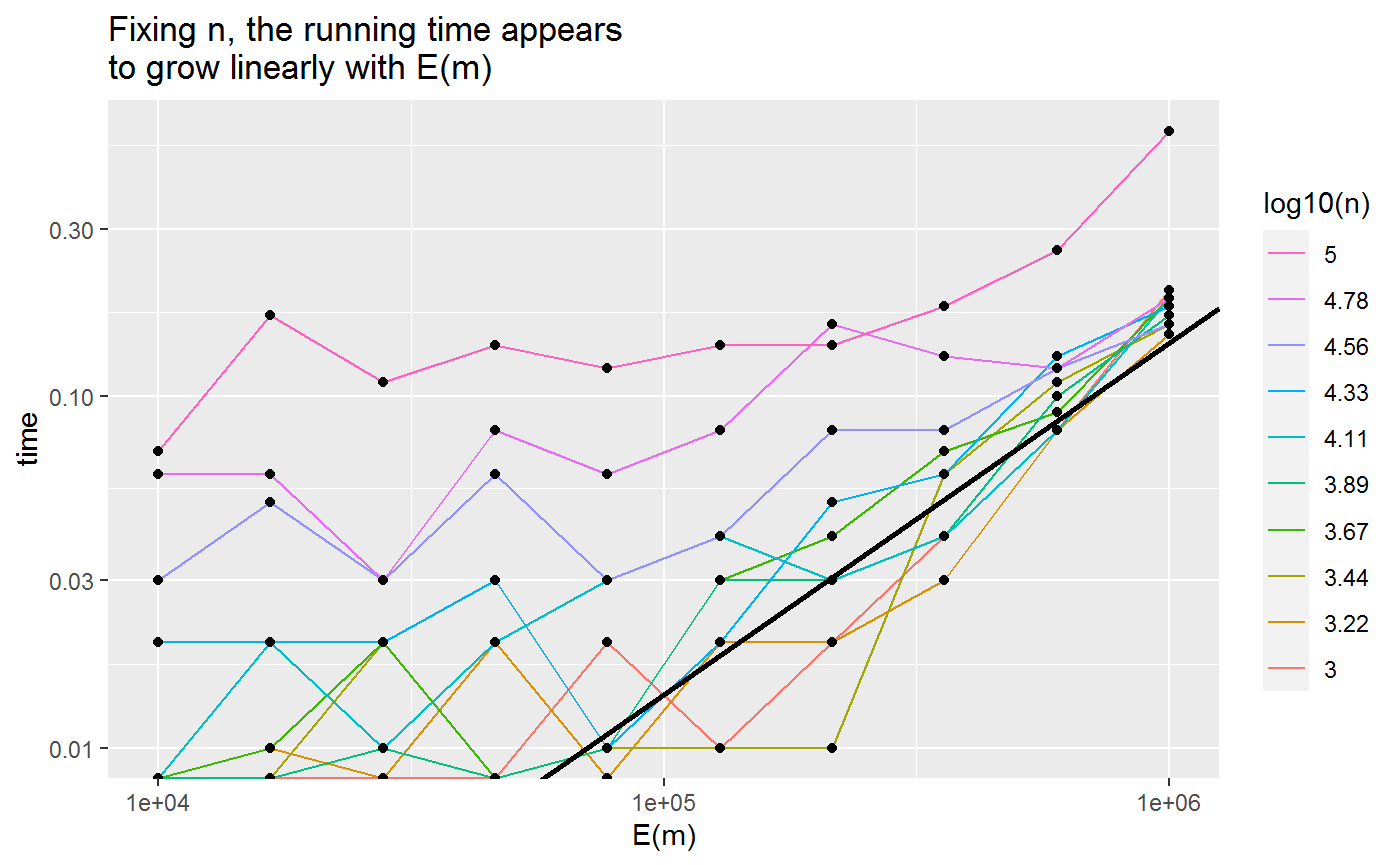 Fixing n, the running time appears
to grow linearly with E(m)
time
0.30
0.10
0.03
0.01
1e+04
1e+05
1e+06
E(m)
log10(n)
5
4.78
4.56
4.33
4.11
3.89
3.67
3.44
3.22
3